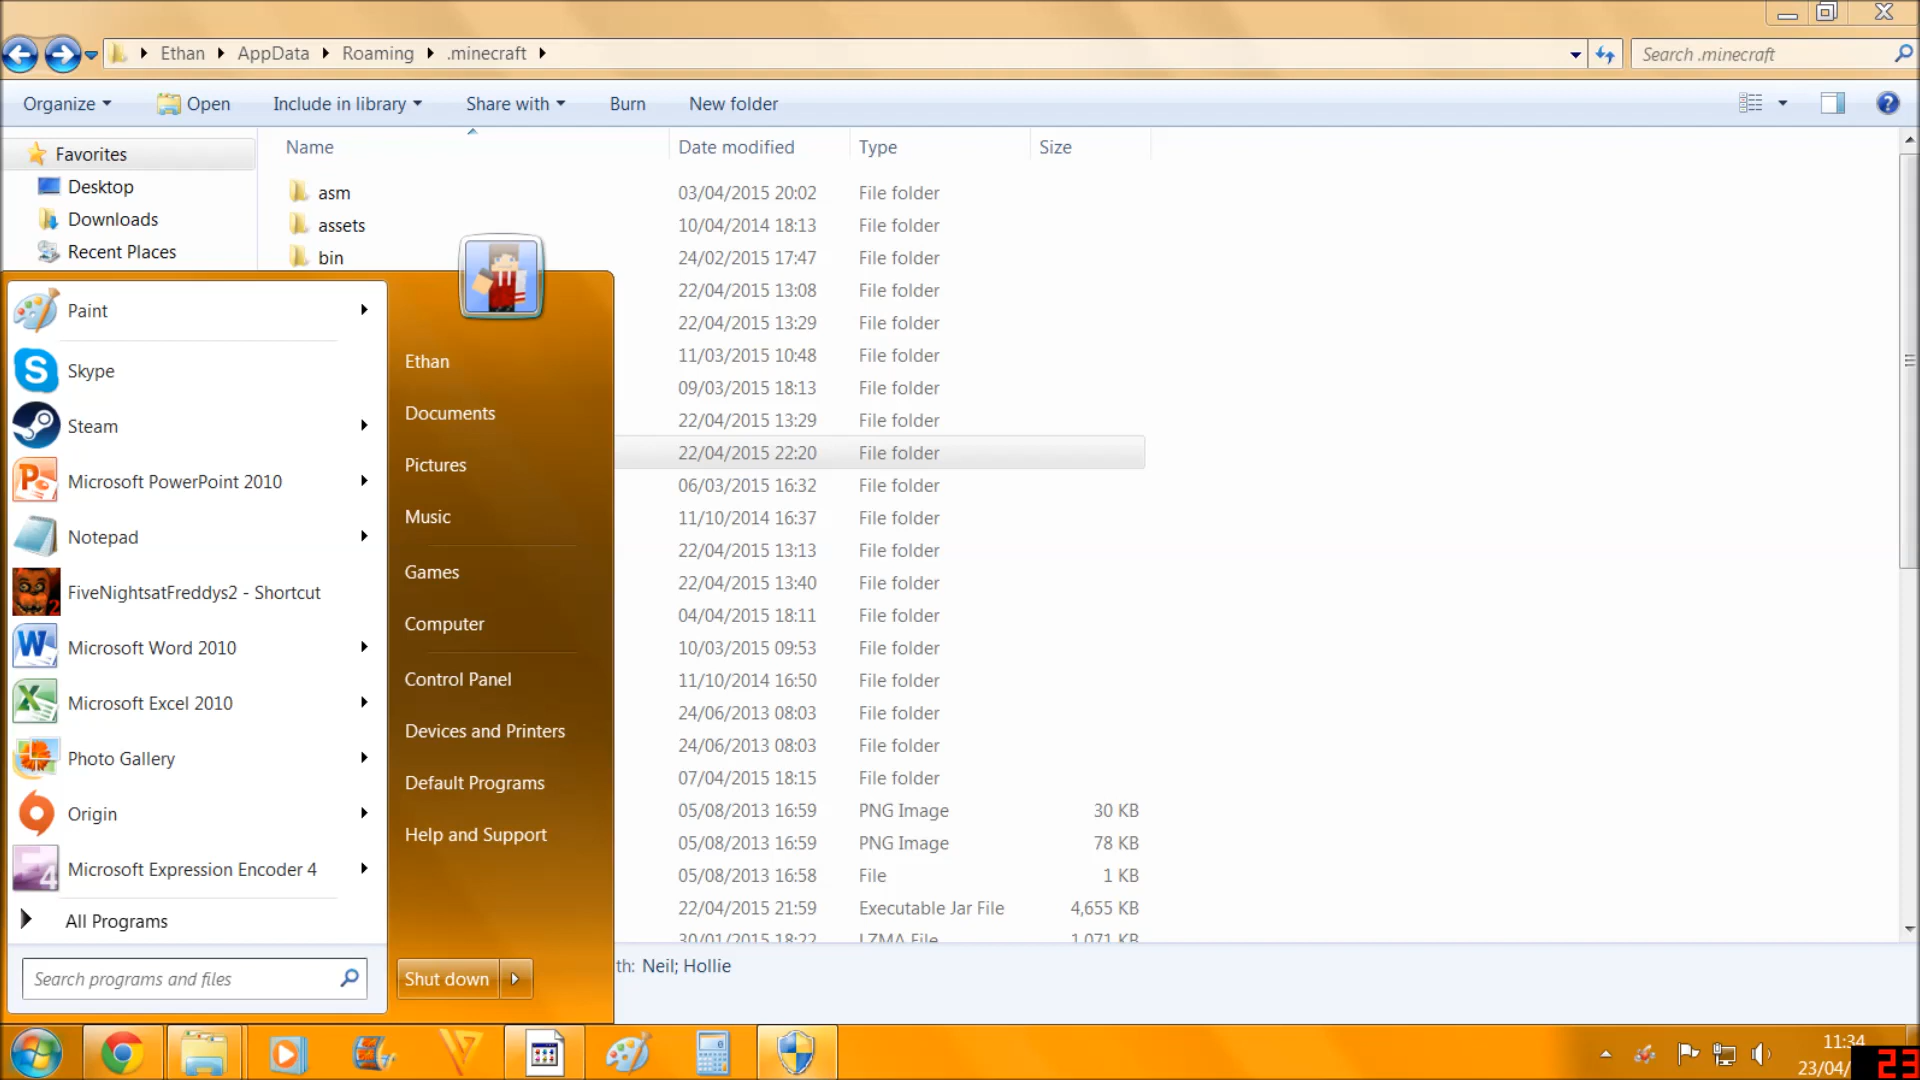 Ethan AppData Roaming .minecraft Search .minecraft
Organize Open Include in library Share with Burn New folder
Favorites
Desktop
Downloads
Recent Places
Name Date modified Type Size
asm 03/04/2015 20:02 File folder
assets 10/04/2014 18:13 File folder
bin 24/02/2015 17:47 File folder
22/04/2015 13:08 File folder
22/04/2015 13:29 File folder
11/03/2015 10:48 File folder
09/03/2015 18:13 File folder
22/04/2015 13:29 File folder
22/04/2015 22:20 File folder
06/03/2015 16:32 File folder
11/10/2014 16:37 File folder
22/04/2015 13:13 File folder
22/04/2015 13:40 File folder
04/04/2015 18:11 File folder
10/03/2015 09:53 File folder
11/10/2014 16:50 File folder
24/06/2013 08:03 File folder
24/06/2013 08:03 File folder
07/04/2015 18:15 File folder
05/08/2013 16:59 PNG Image 30 KB
05/08/2013 16:59 PNG Image 78 KB
05/08/2013 16:58 File 1 KB
22/04/2015 21:59 Executable Jar File 4,655 KB
30/01/2015 18:22 LZMA File 1,071 KB
th: Neil; Hollie
Paint
Skype
Steam
Microsoft PowerPoint 2010
Notepad
FiveNightsatFreddys2 - Shortcut
Microsoft Word 2010
Microsoft Excel 2010
Photo Gallery
Origin
Microsoft Expression Encoder 4
All Programs
Search programs and files
Ethan
Documents
Pictures
Music
Games
Computer
Control Panel
Devices and Printers
Default Programs
Help and Support
Shut down
11:34
23/04/
23